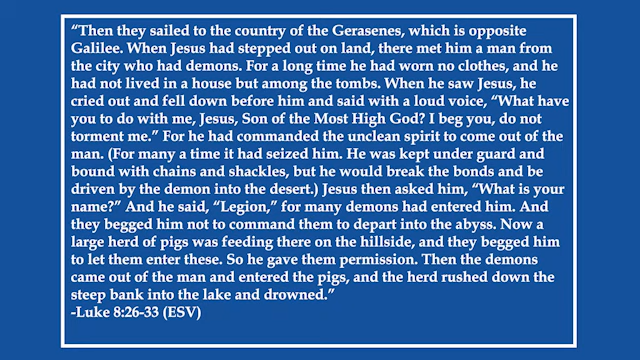 “Then they sailed to the country of the Gerasenes, which is opposite
Galilee. When Jesus had stepped out on land, there met him a man from
the city who had demons. For a long time he had worn no clothes, and he
had not lived in a house but among the tombs. When he saw Jesus, he
cried out and fell down before him and said with a loud voice, “What have
you to do with me, Jesus, Son of the Most High God? I beg you, do not
torment me.” For he had commanded the unclean spirit to come out of the
man. (For many a time it had seized him. He was kept under guard and
bound with chains and shackles, but he would break the bonds and be
driven by the demon into the desert.) Jesus then asked him, “What is your
name?” And he said, “Legion,” for many demons had entered him. And
they begged him not to command them to depart into the abyss. Now a
large herd of pigs was feeding there on the hillside, and they begged him
to let them enter these. So he gave them permission. Then the demons
came out of the man and entered the pigs, and the herd rushed down the
steep bank into the lake and drowned.”
-Luke 8:26-33 (ESV)